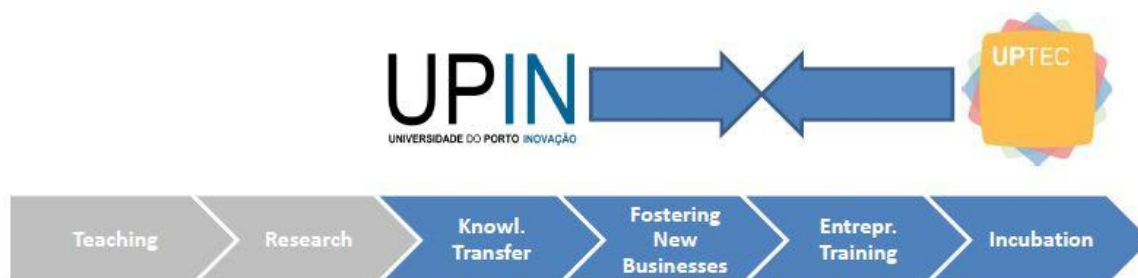 UPIN
UNIVERSIDADE DO PORTO INOVAÇÃO
UPTEC
Teaching
Research
Knowl.
Transfer
Fostering
New
Businesses
Entrepr.
Training
Incubation